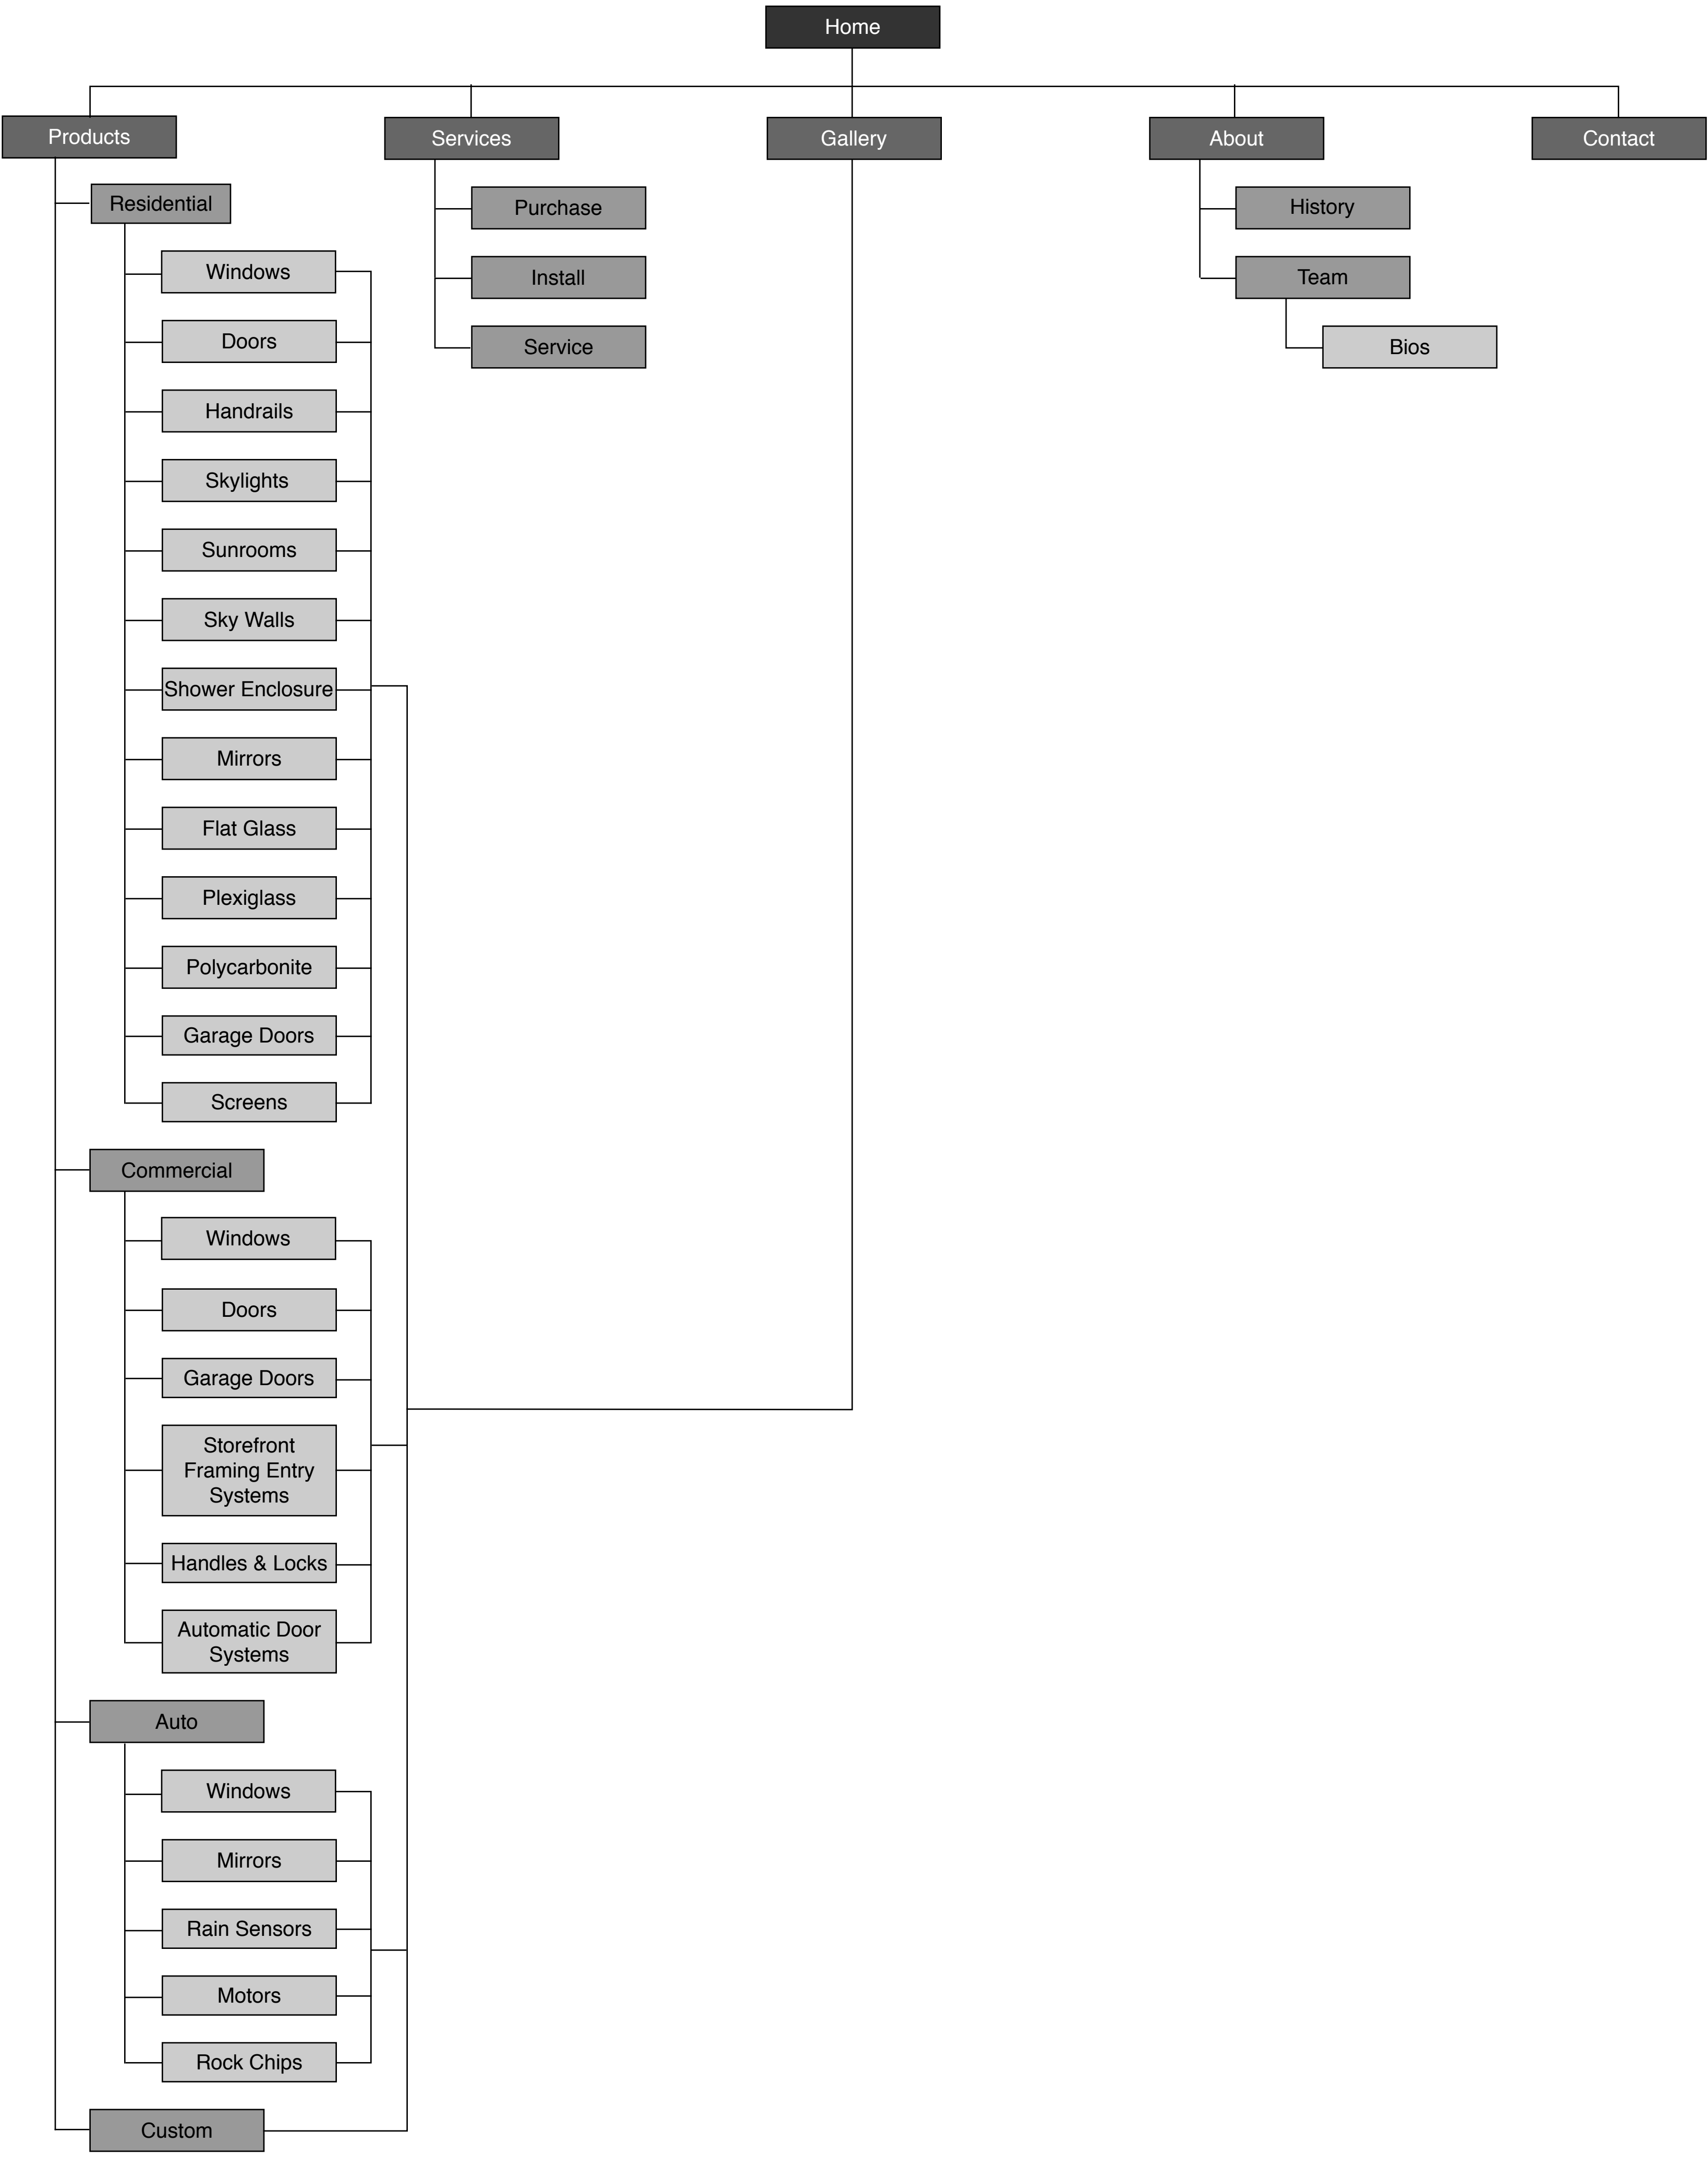 Home
Products
Services
Gallery
About
Contact
Residential
Windows
Doors
Handrails
Skylights
Sunrooms
Sky Walls
Shower Enclosure
Mirrors
Flat Glass
Plexiglass
Polycarbonite
Garage Doors
Screens
Commercial
Windows
Doors
Garage Doors
Storefront
Framing Entry
Systems
Handles & Locks
Automatic Door
Systems
Auto
Windows
Mirrors
Rain Sensors
Motors
Rock Chips
Custom
Purchase
Install
Service
History
Team
Bios